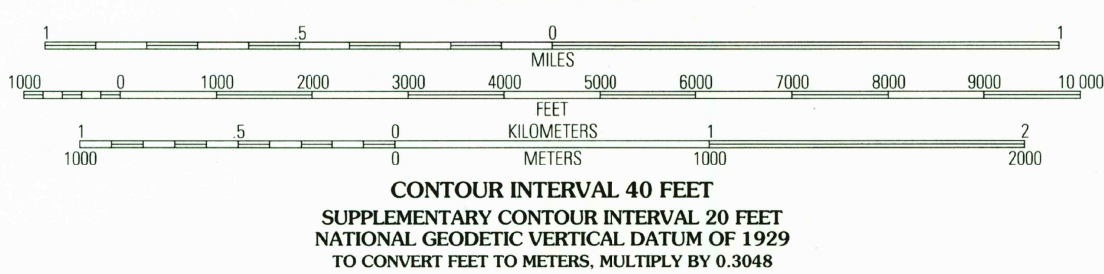 1 .5 0 1
MILES
1000 0 1000 2000 3000 4000 5000 6000 7000 8000 9000 10 000
FEET
1 .5 0 KILOMETERS 1 2
1000 0 METERS 1000 2000
CONTOUR INTERVAL 40 FEET
SUPPLEMENTARY CONTOUR INTERVAL 20 FEET
NATIONAL GEODETIC VERTICAL DATUM OF 1929
TO CONVERT FEET TO METERS, MULTIPLY BY 0.3048